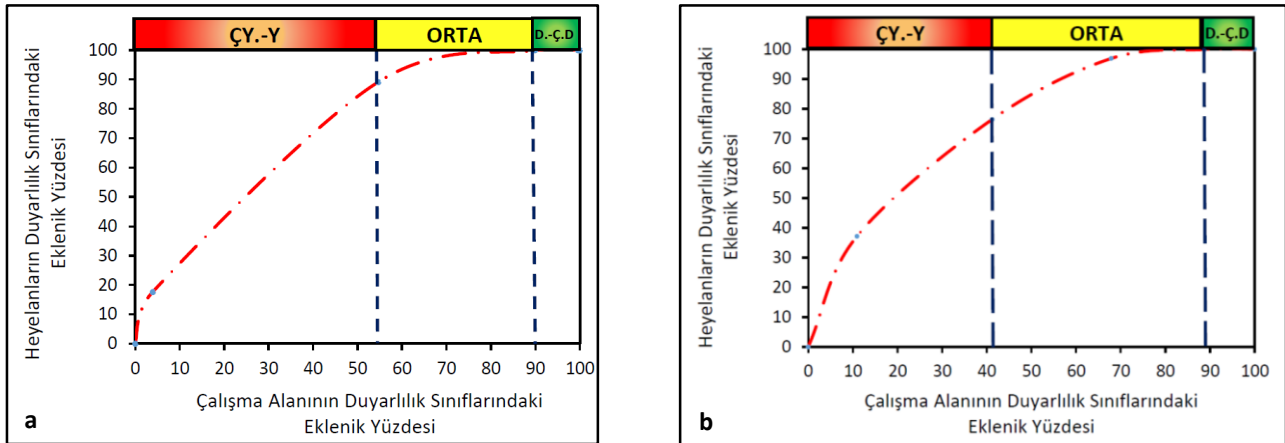 ÇY.-Y ORTA D.-Ç.D
100
90
80
70
60
50
40
30
20
10
0
Heyelanların Duyarlılık Sınıflarındaki
Eklenik Yüzdesi
0 10 20 30 40 50 60 70 80 90 100
Çalışma Alanının Duyarlılık Sınıflarındaki
Eklenik Yüzdesi
a
ÇY.-Y ORTA D.-Ç.D
100
90
80
70
60
50
40
30
20
10
0
Heyelanların Duyarlılık Sınıflarındaki
Eklenik Yüzdesi
0 10 20 30 40 50 60 70 80 90 100
Çalışma Alanının Duyarlılık Sınıflarındaki
Eklenik Yüzdesi
b